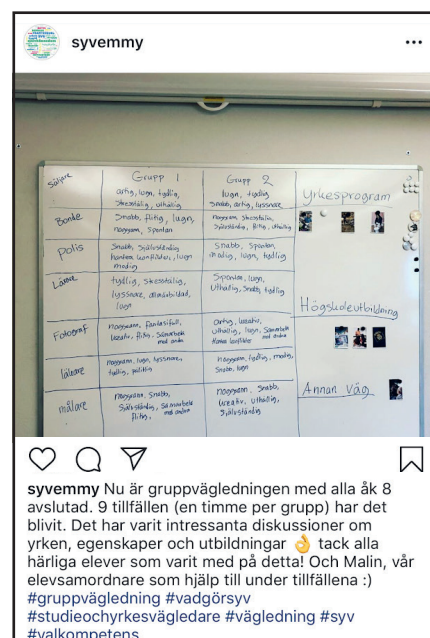 syvemmy
Säljare
Grupp 1
artig, lugn, tydlig
stresstålig, uthållig
Grupp 2
lugn, tydlig
snabb, artig, lyssnare
Yrkesprogram
Bonde
Snabb, flitig, lugn,
noggrann, spontan
noggrann, stresstålig,
Självständig, flitig, uthållig
Polis
Snabb, Självständig
hantera konflikter, lugn
modig
Snabb, Spontan
modig, lugn, tydlig
Lärare
tydlig, stresstålig,
lyssnare, allmänbildad,
lugn
Spontan, lugn,
Uthållig, Snabb, tydlig
Högskoleutbildning
Fotograf
noggrann, fantasifull,
kreativ, flitig, Samarbeta
med andra
artig, kreativ,
uthållig, lugn, Samarbeta
Hantera konflikter med andra
läkare
noggrann, lugn, lyssnare,
tydlig, pålitlig
noggrann, tydlig, modig,
Snabb, lugn
Annan väg
målare
noggrann, Snabb,
Självständig, Samarbeta
flitig, med andra
noggrann, snabb,
kreativ, uthållig,
Självständig
syvemmy Nu är gruppvägledningen med alla åk 8
avslutad. 9 tillfällen (en timme per grupp) har det
blivit. Det har varit intressanta diskussioner om
yrken, egenskaper och utbildningar 👌 tack alla
härliga elever som varit med på detta! Och Malin, vår
elevsamordnare som hjälp till under tillfällena :)
#gruppvägledning #vadgörsyv
#studieochyrkesvägledare #vägledning #syv
#valkompetens